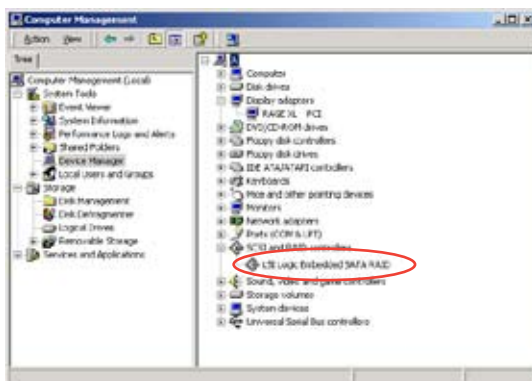 Computer Management
Action View
Tree
Computer Management (Local)
System Tools
Event Viewer
System Information
Performance Logs and Alerts
Shared Folders
Device Manager
Local Users and Groups
Storage
Disk Management
Disk Defragmenter
Logical Drives
Removable Storage
Services and Applications
Computer
Disk drives
Display adapters
RAGE XL PCI
DVD/CD-ROM drives
Floppy disk controllers
Floppy disk drives
IDE ATA/ATAPI controllers
Keyboards
Mice and other pointing devices
Monitors
Network adapters
Ports (COM & LPT)
SCSI and RAID controllers
LSI Logic Embedded SATA RAID
Sound, video and game controllers
Storage volumes
System devices
Universal Serial Bus controllers